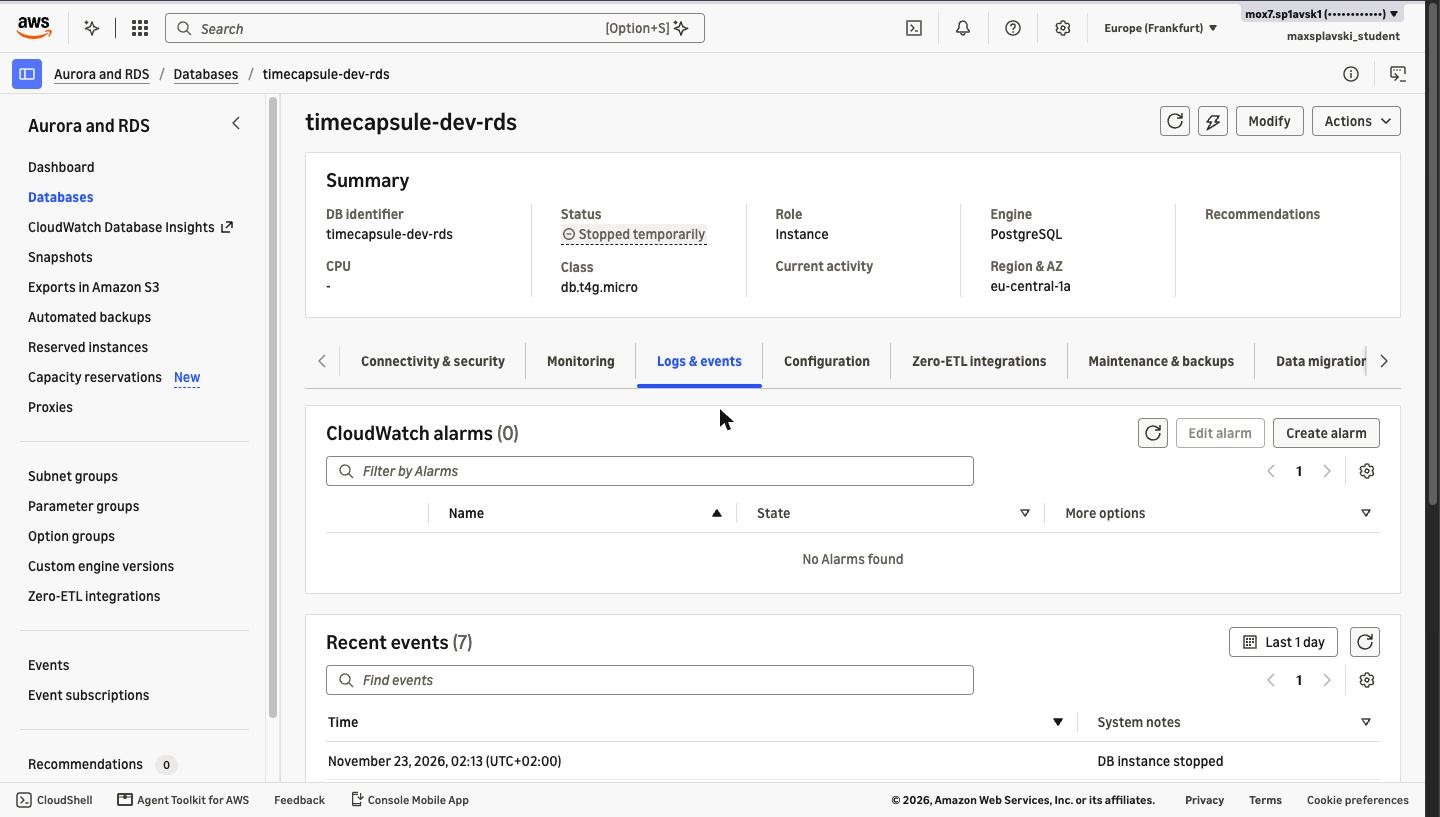 aws
Search
[Option+S]
Europe (Frankfurt)
mox7.sp1avsk1 (••••••••••••)
maxsplavski_student
Aurora and RDS / Databases / timecapsule-dev-rds
Aurora and RDS
Dashboard
Databases
CloudWatch Database Insights
Snapshots
Exports in Amazon S3
Automated backups
Reserved instances
Capacity reservations New
Proxies
Subnet groups
Parameter groups
Option groups
Custom engine versions
Zero-ETL integrations
Events
Event subscriptions
Recommendations 0
timecapsule-dev-rds
Modify
Actions
Summary
DB identifier
timecapsule-dev-rds
CPU
-
Status
Stopped temporarily
Class
db.t4g.micro
Role
Instance
Current activity
Engine
PostgreSQL
Region & AZ
eu-central-1a
Recommendations
Connectivity & security
Monitoring
Logs & events
Configuration
Zero-ETL integrations
Maintenance & backups
Data migration
CloudWatch alarms (0)
Edit alarm
Create alarm
Filter by Alarms
1
Name
State
More options
No Alarms found
Recent events (7)
Last 1 day
Find events
1
Time
System notes
November 23, 2026, 02:13 (UTC+02:00)
DB instance stopped
CloudShell
Agent Toolkit for AWS
Feedback
Console Mobile App
© 2026, Amazon Web Services, Inc. or its affiliates.
Privacy
Terms
Cookie preferences